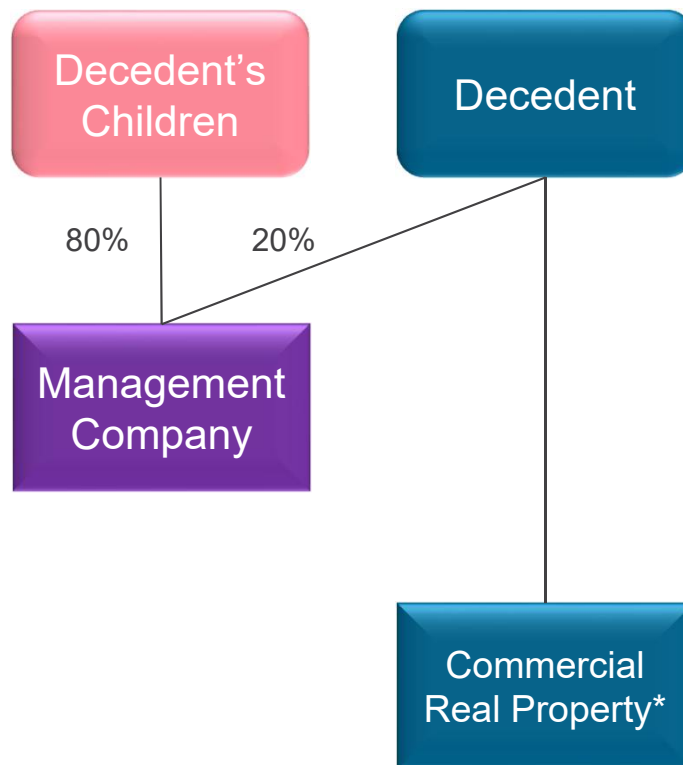 Decedent’s
Children
Decedent
80%
20%
Management
Company
Commercial
Real Property*